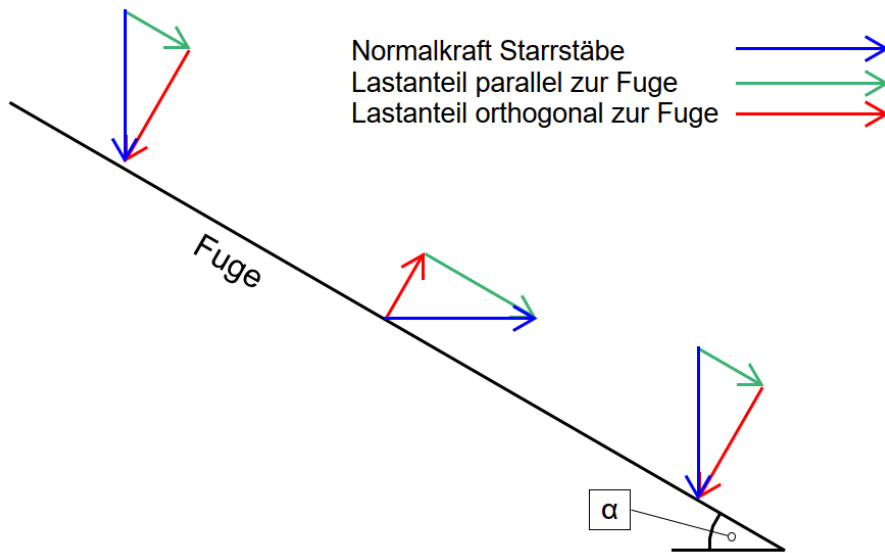 Normalkraft Starrstäbe
Lastanteil parallel zur Fuge
Lastanteil orthogonal zur Fuge
Fuge
α